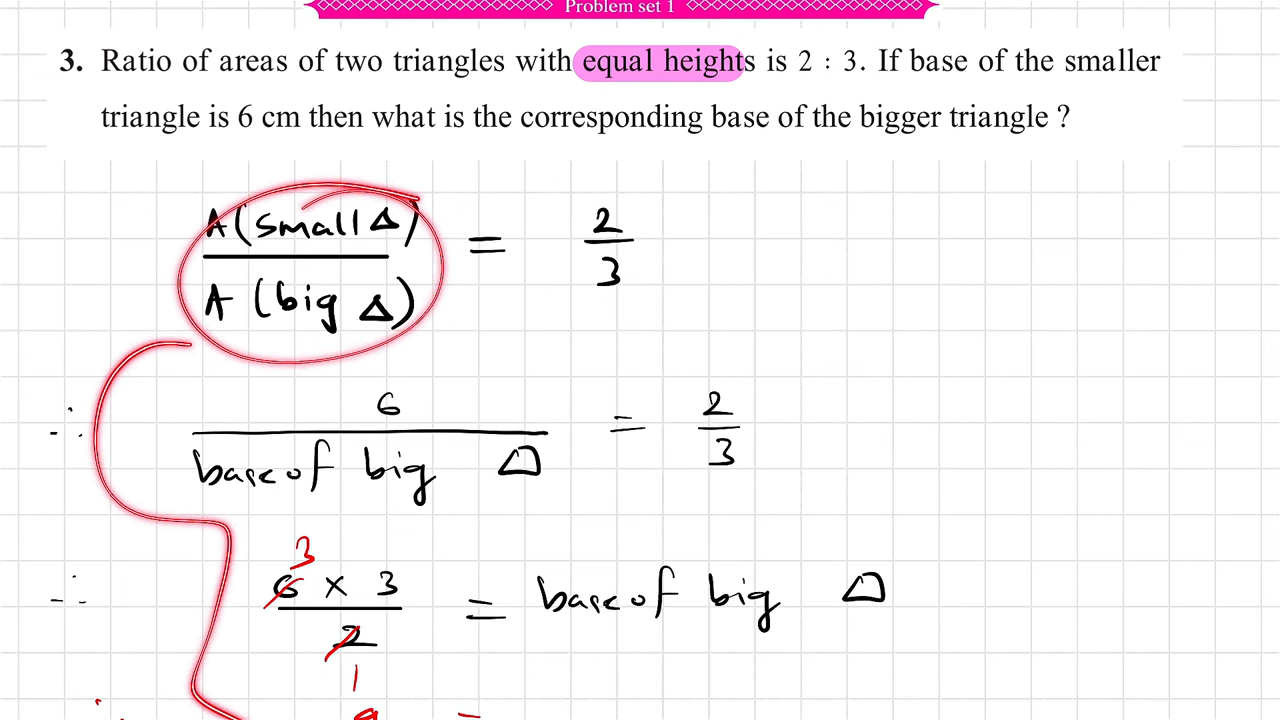 Problem set 1
3. Ratio of areas of two triangles with equal heights is 2 : 3. If base of the smaller
triangle is 6 cm then what is the corresponding base of the bigger triangle ?
A(small Δ) / A(big Δ) = 2/3
∴ 6 / base of big Δ = 2/3
3
∴ 6 × 3 / 2 = base of big Δ
1
∴ 9 =